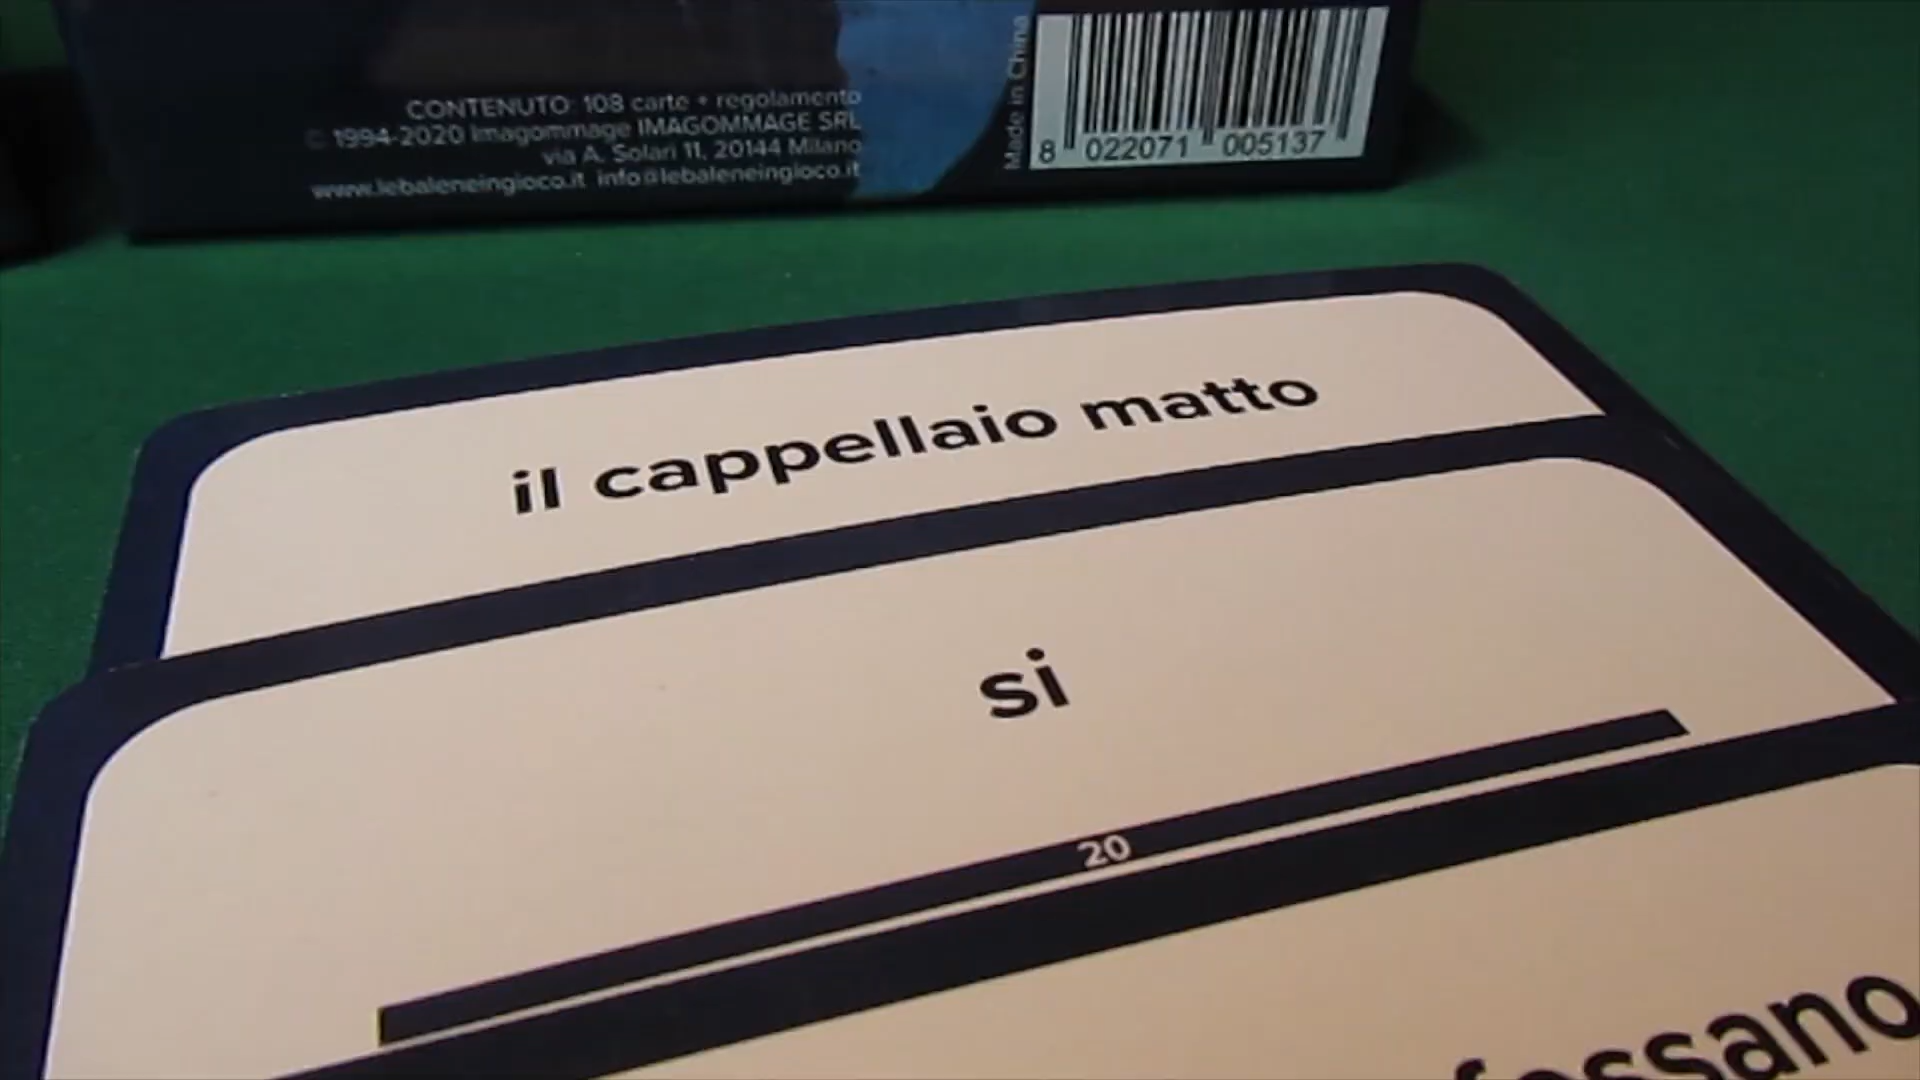 CONTENUTO: 108 carte + regolamento
© 1994-2020 Imagommage IMAGOMMAGE SRL
via A. Solari 11, 20144 Milano
www.lebaleneingioco.it info@lebaleneingioco.it
Made in China
8 022071 005137
il cappellaio matto
si
20